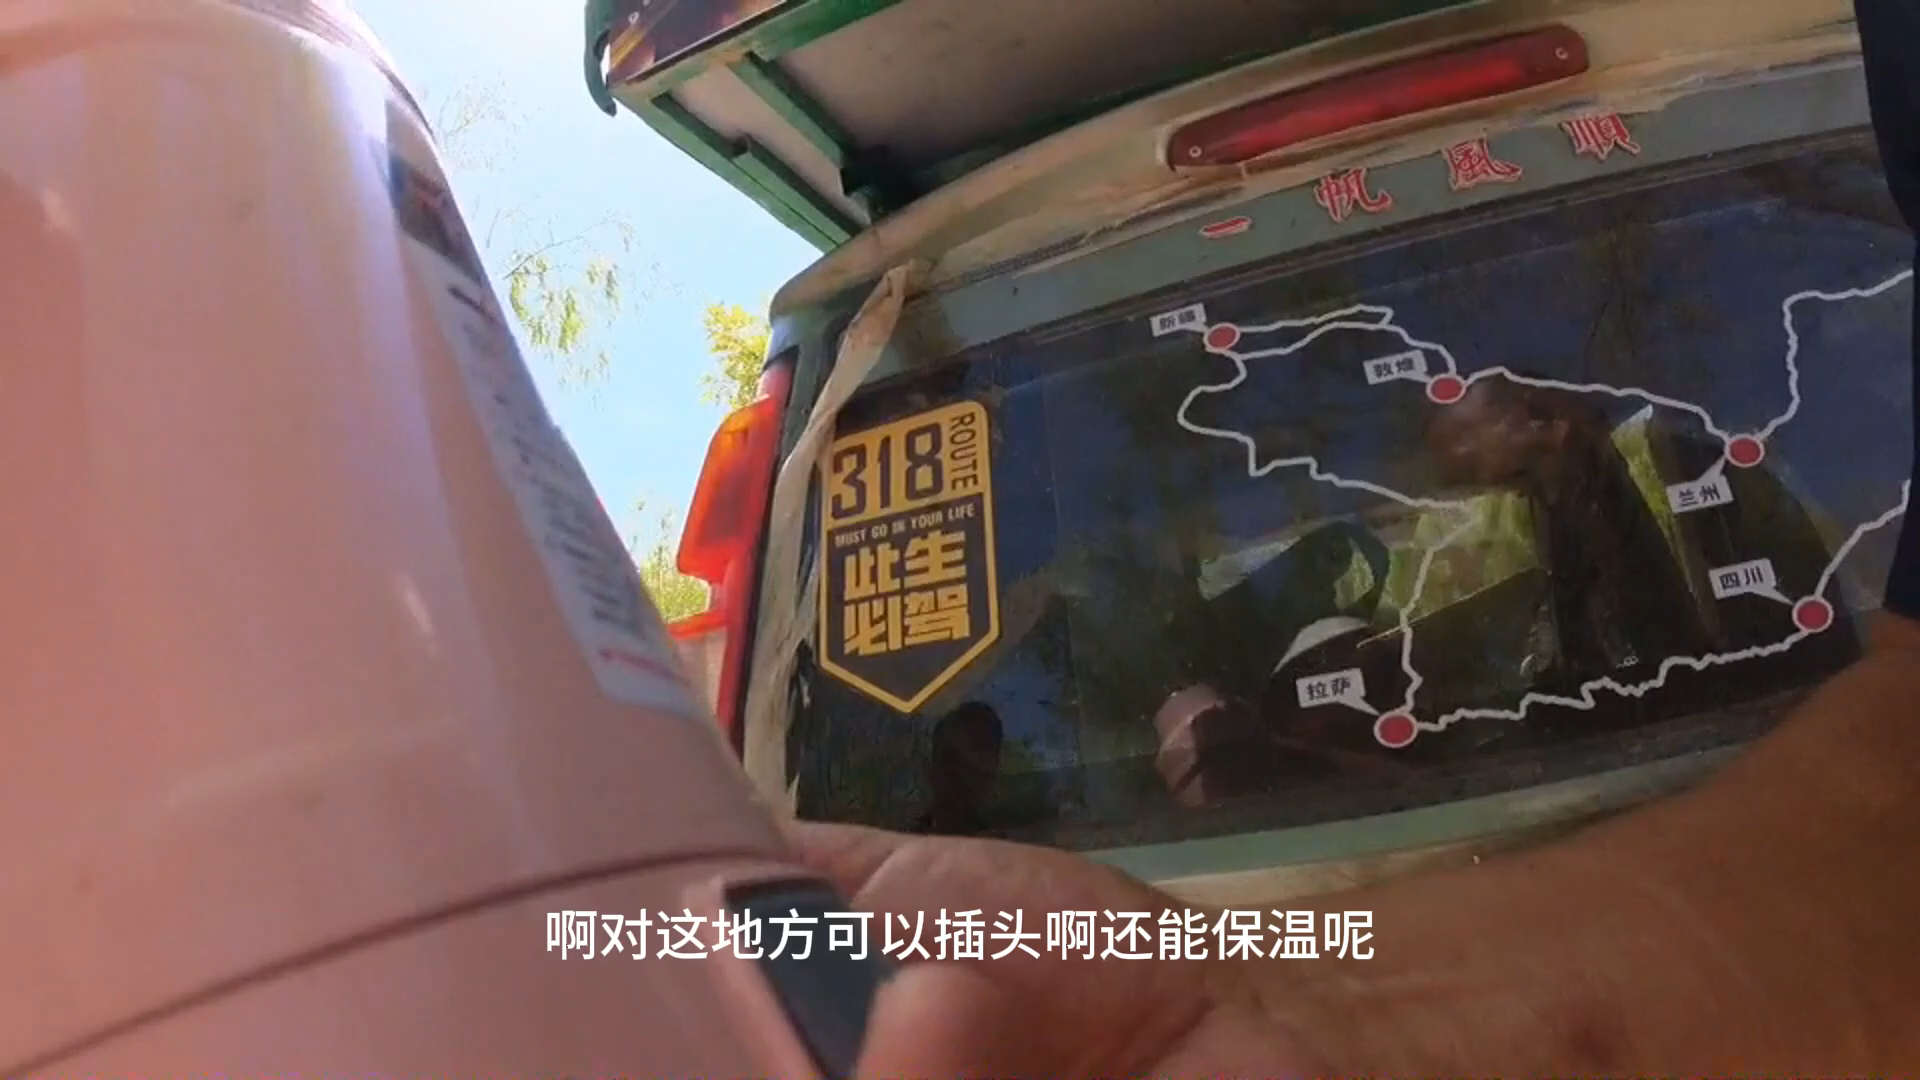 一帆風順
新疆
敦煌
兰州
四川
拉萨
318
ROUTE
MUST GO IN YOUR LIFE
此生
必驾
啊对这地方可以插头啊还能保温呢